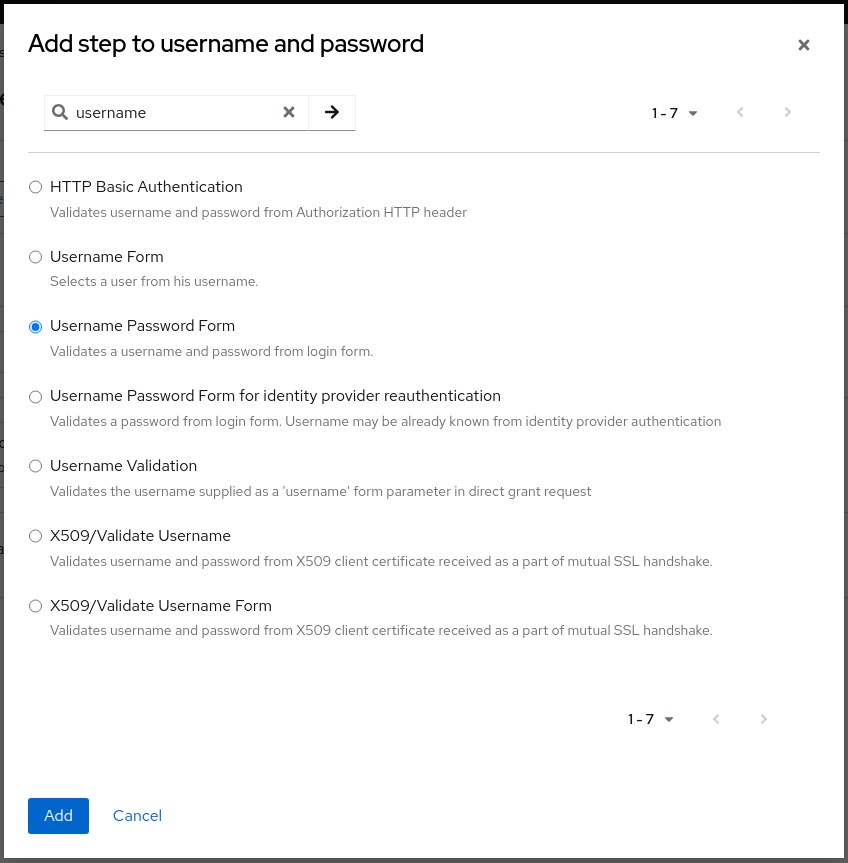 Add step to username and password
username
1 - 7
HTTP Basic Authentication
Validates username and password from Authorization HTTP header
Username Form
Selects a user from his username.
Username Password Form
Validates a username and password from login form.
Username Password Form for identity provider reauthentication
Validates a password from login form. Username may be already known from identity provider authentication
Username Validation
Validates the username supplied as a 'username' form parameter in direct grant request
X509/Validate Username
Validates username and password from X509 client certificate received as a part of mutual SSL handshake.
X509/Validate Username Form
Validates username and password from X509 client certificate received as a part of mutual SSL handshake.
1 - 7
Add
Cancel